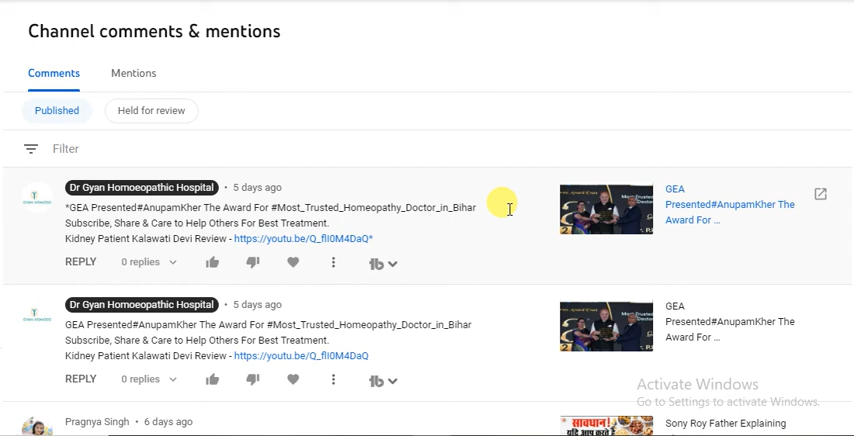 Channel comments & mentions
Comments
Mentions
Published
Held for review
Filter
Dr Gyan Homoeopathic Hospital • 5 days ago
*GEA Presented#AnupamKher The Award For #Most_Trusted_Homeopathy_Doctor_in_Bihar
Subscribe, Share & Care to Help Others For Best Treatment.
Kidney Patient Kalawati Devi Review - https://youtu.be/Q_flI0M4DaQ*
REPLY 0 replies
GEA
Presented#AnupamKher The
Award For ...
Dr Gyan Homoeopathic Hospital • 5 days ago
GEA Presented#AnupamKher The Award For #Most_Trusted_Homeopathy_Doctor_in_Bihar
Subscribe, Share & Care to Help Others For Best Treatment.
Kidney Patient Kalawati Devi Review - https://youtu.be/Q_flI0M4DaQ
REPLY 0 replies
GEA
Presented#AnupamKher The
Award For ...
Activate Windows
Go to Settings to activate Windows.
Pragnya Singh • 6 days ago
सावधान!
Sony Roy Father Explaining